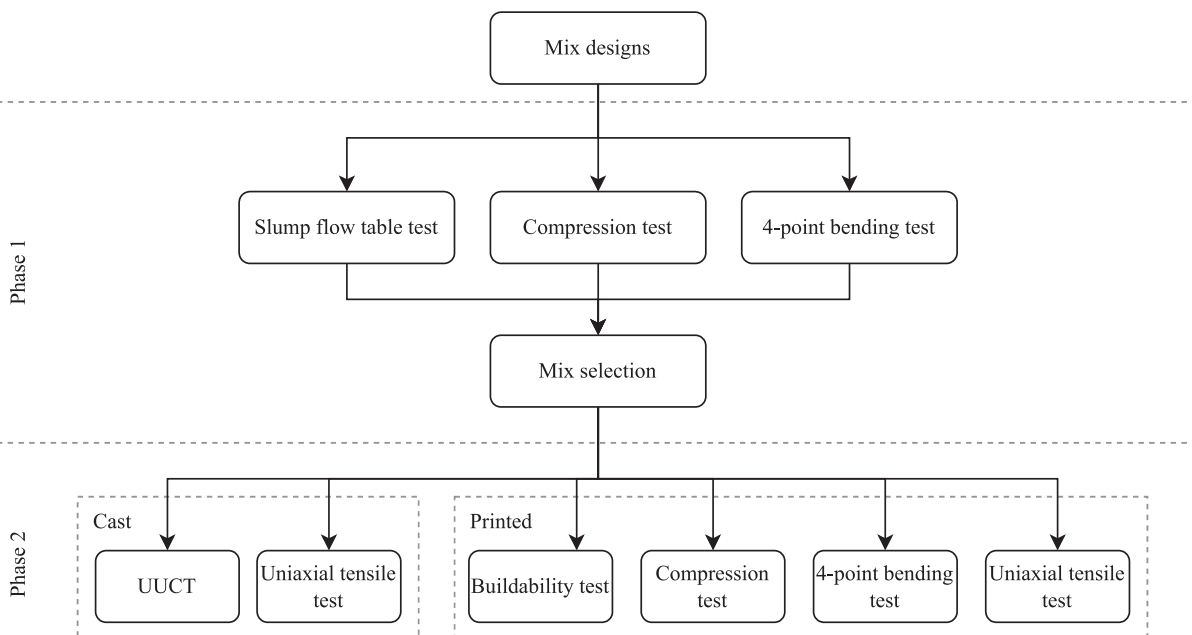 Mix designs
Phase 1
Slump flow table test
Compression test
4-point bending test
Mix selection
Phase 2
Cast
UUCT
Uniaxial tensile
test
Printed
Buildability test
Compression
test
4-point bending
test
Uniaxial tensile
test